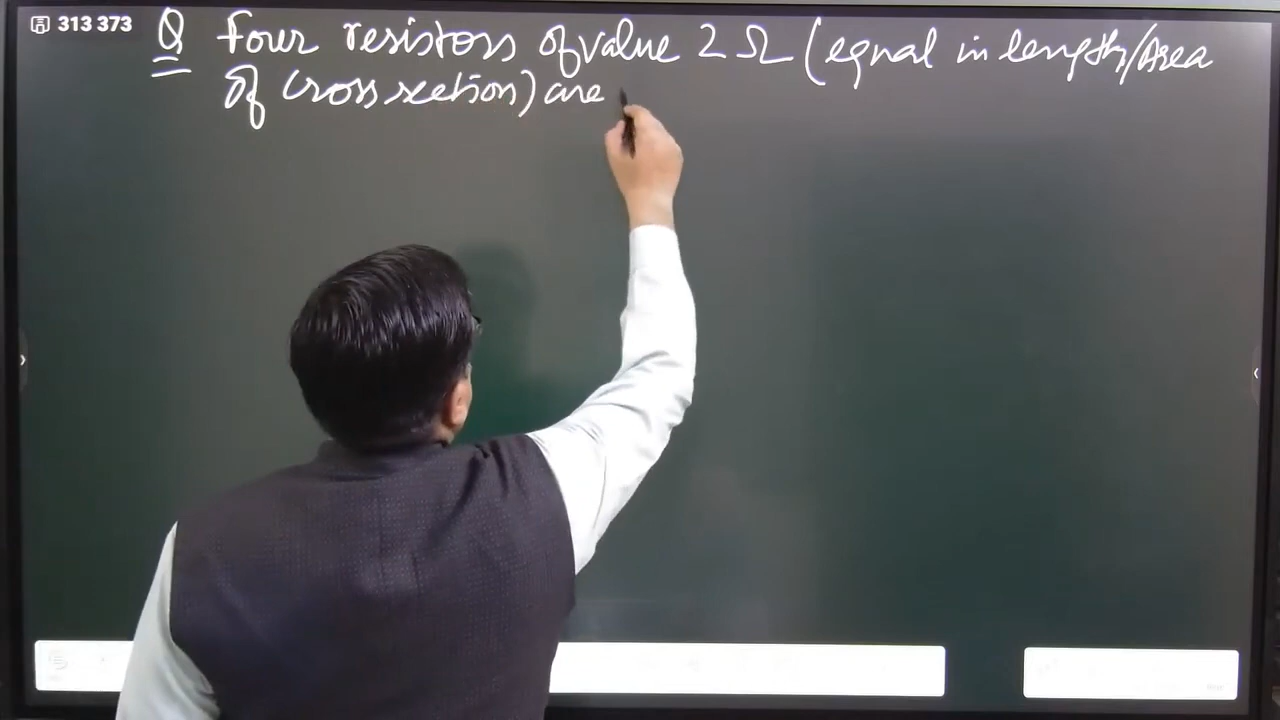 313 373
Q Four resistors of value 2 Ω (equal in length/Area
of cross section) are